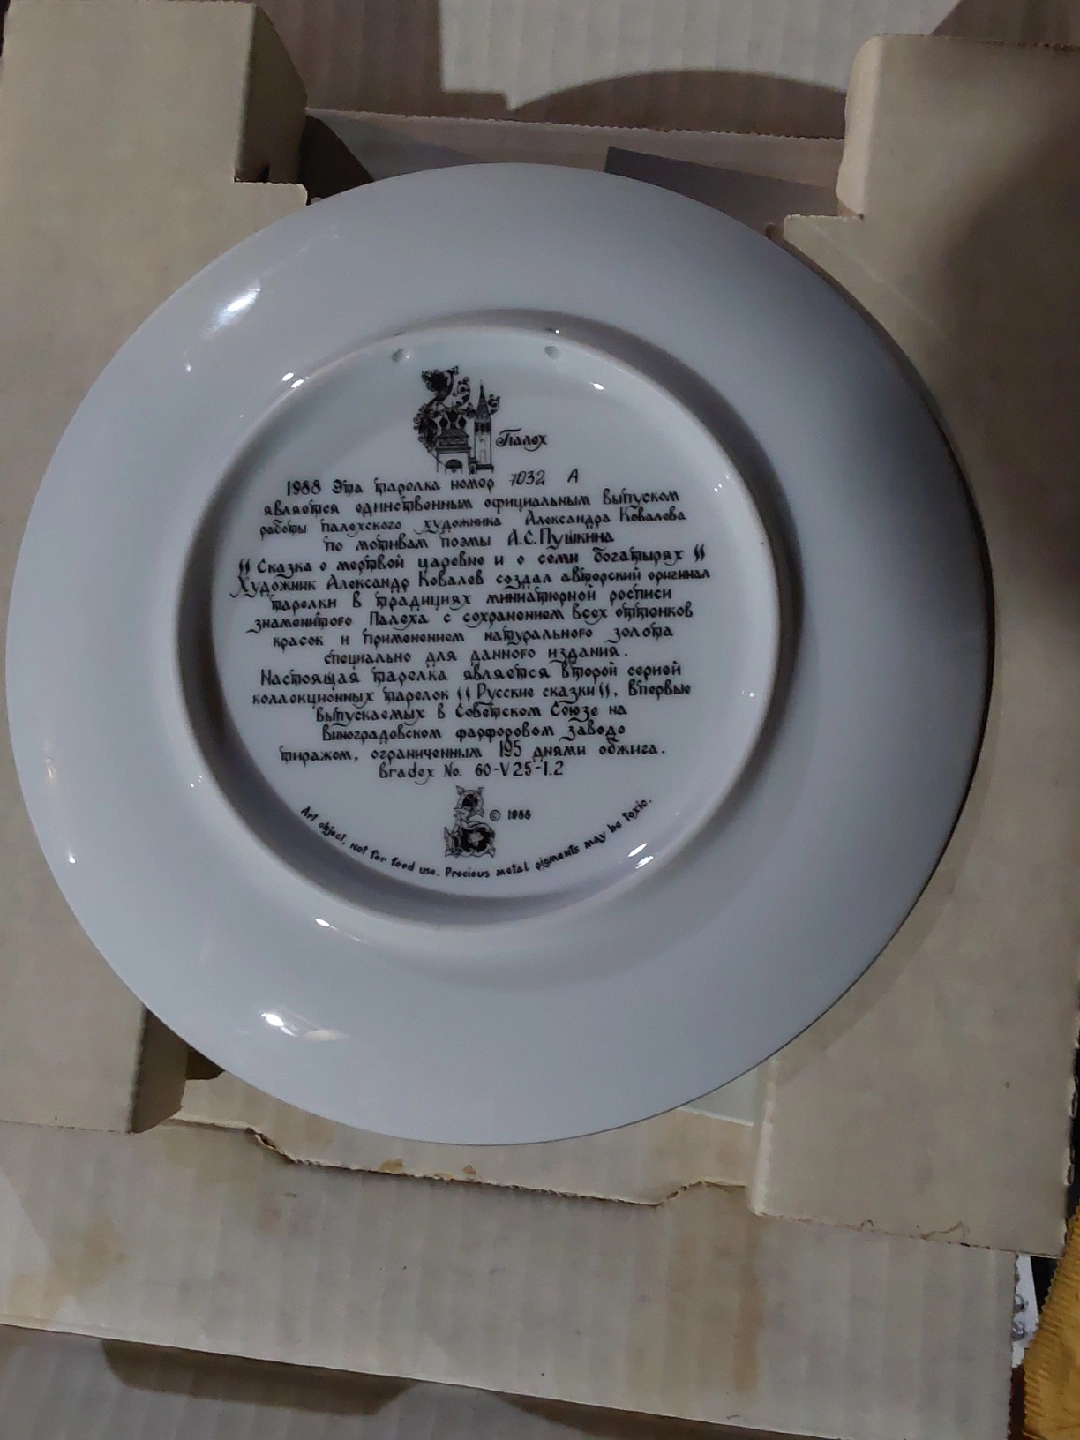 Палех
1988 Эта тарелка номер 7032 А
является единственным официальным выпуском
работы палехского художника Александра Ковалева
по мотивам поэмы А.С.Пушкина
"Сказка о мертвой царевне и о семи богатырях"
Художник Александр Ковалев создал авторский оригинал
тарелки в традициях миниатюрной росписи
знаменитого Палеха с сохранением всех оттенков
красок и применением натурального золота
специально для данного издания.
Настоящая тарелка является второй серией
коллекционных тарелок "Русские сказки", впервые
выпускаемых в Советском Союзе на
Виноградовском фарфоровом заводе
тиражом, ограниченным 195 днями обжига.
Bradex No. 60-V25-1.2
© 1988
Art object, not for food use. Precious metal pigments may be toxic.